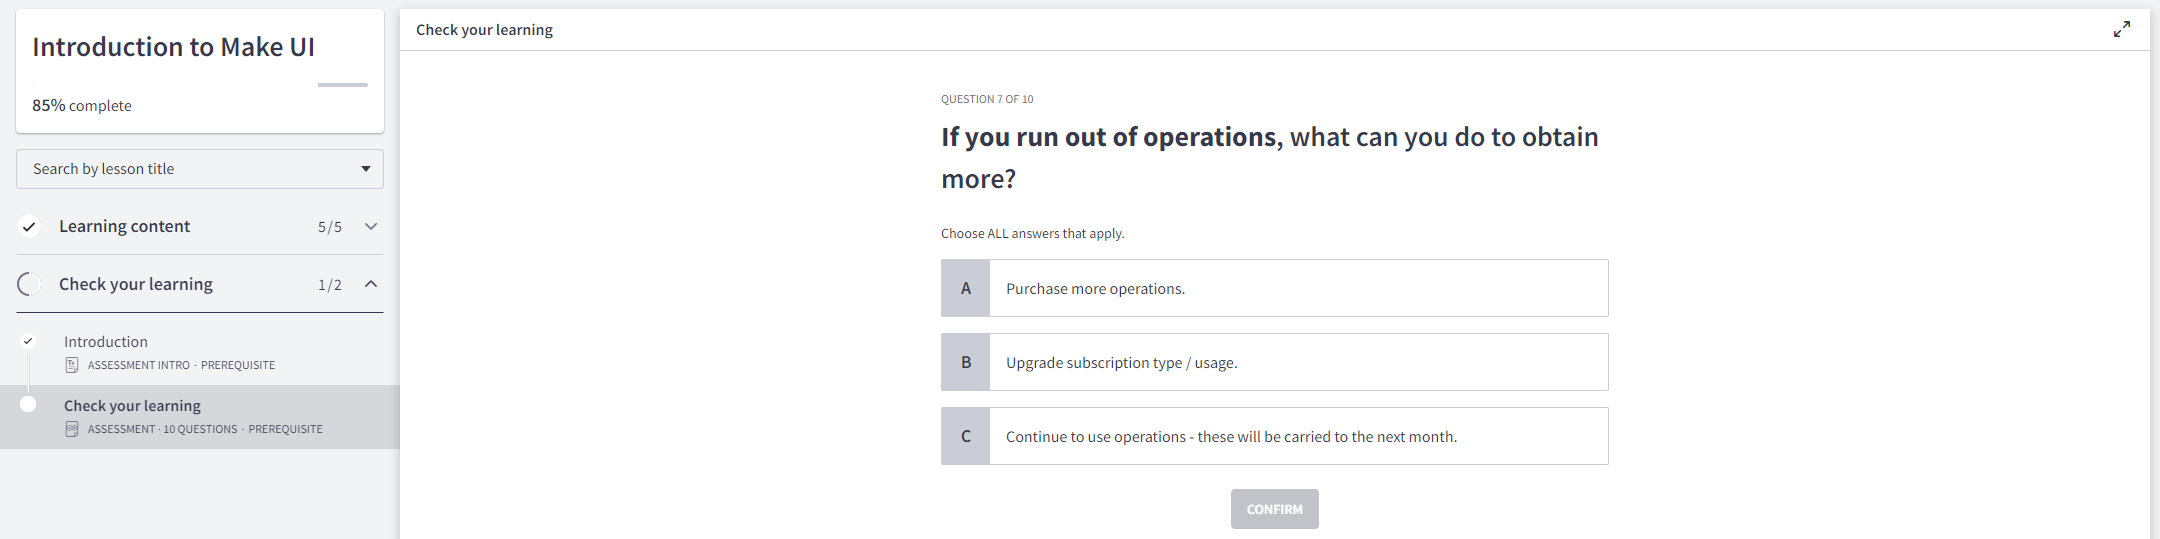 Introduction to Make UI
85% complete
Search by lesson title
Learning content 5/5
Check your learning 1/2
Introduction
ASSESSMENT INTRO · PREREQUISITE
Check your learning
ASSESSMENT · 10 QUESTIONS · PREREQUISITE
Check your learning
QUESTION 7 OF 10
If you run out of operations, what can you do to obtain
more?
Choose ALL answers that apply.
A Purchase more operations.
B Upgrade subscription type / usage.
C Continue to use operations - these will be carried to the next month.
CONFIRM